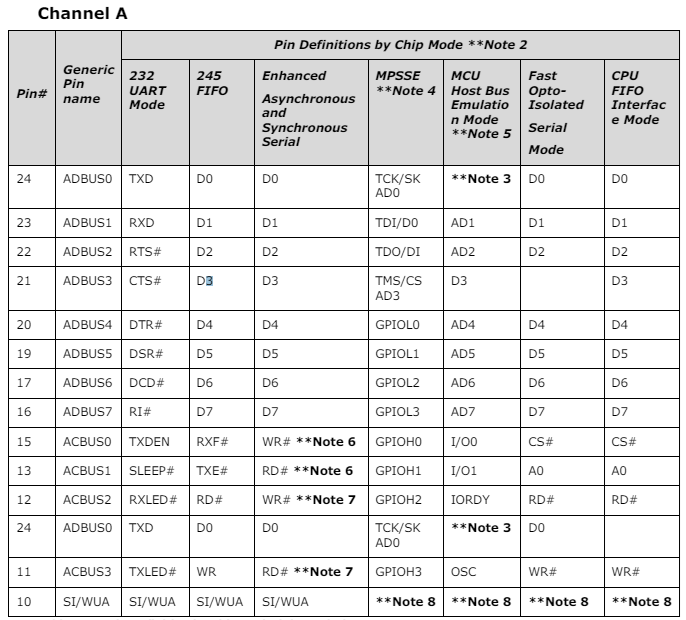 Channel A
Pin# | Generic Pin name | Pin Definitions by Chip Mode **Note 2
232 UART Mode | 245 FIFO | Enhanced Asynchronous and Synchronous Serial | MPSSE **Note 4 | MCU Host Bus Emulatio n Mode **Note 5 | Fast Opto-Isolated Serial Mode | CPU FIFO Interfac e Mode
24 | ADBUS0 | TXD | D0 | D0 | TCK/SK AD0 | **Note 3 | D0 | D0
23 | ADBUS1 | RXD | D1 | D1 | TDI/D0 | AD1 | D1 | D1
22 | ADBUS2 | RTS# | D2 | D2 | TDO/DI | AD2 | D2 | D2
21 | ADBUS3 | CTS# | D3 | D3 | TMS/CS AD3 | D3 | | D3
20 | ADBUS4 | DTR# | D4 | D4 | GPIOL0 | AD4 | D4 | D4
19 | ADBUS5 | DSR# | D5 | D5 | GPIOL1 | AD5 | D5 | D5
17 | ADBUS6 | DCD# | D6 | D6 | GPIOL2 | AD6 | D6 | D6
16 | ADBUS7 | RI# | D7 | D7 | GPIOL3 | AD7 | D7 | D7
15 | ACBUS0 | TXDEN | RXF# | WR# **Note 6 | GPIOH0 | I/O0 | CS# | CS#
13 | ACBUS1 | SLEEP# | TXE# | RD# **Note 6 | GPIOH1 | I/O1 | A0 | A0
12 | ACBUS2 | RXLED# | RD# | WR# **Note 7 | GPIOH2 | IORDY | RD# | RD#
24 | ADBUS0 | TXD | D0 | D0 | TCK/SK AD0 | **Note 3 | D0 |
11 | ACBUS3 | TXLED# | WR | RD# **Note 7 | GPIOH3 | OSC | WR# | WR#
10 | SI/WUA | SI/WUA | SI/WUA | SI/WUA | **Note 8 | **Note 8 | **Note 8 | **Note 8